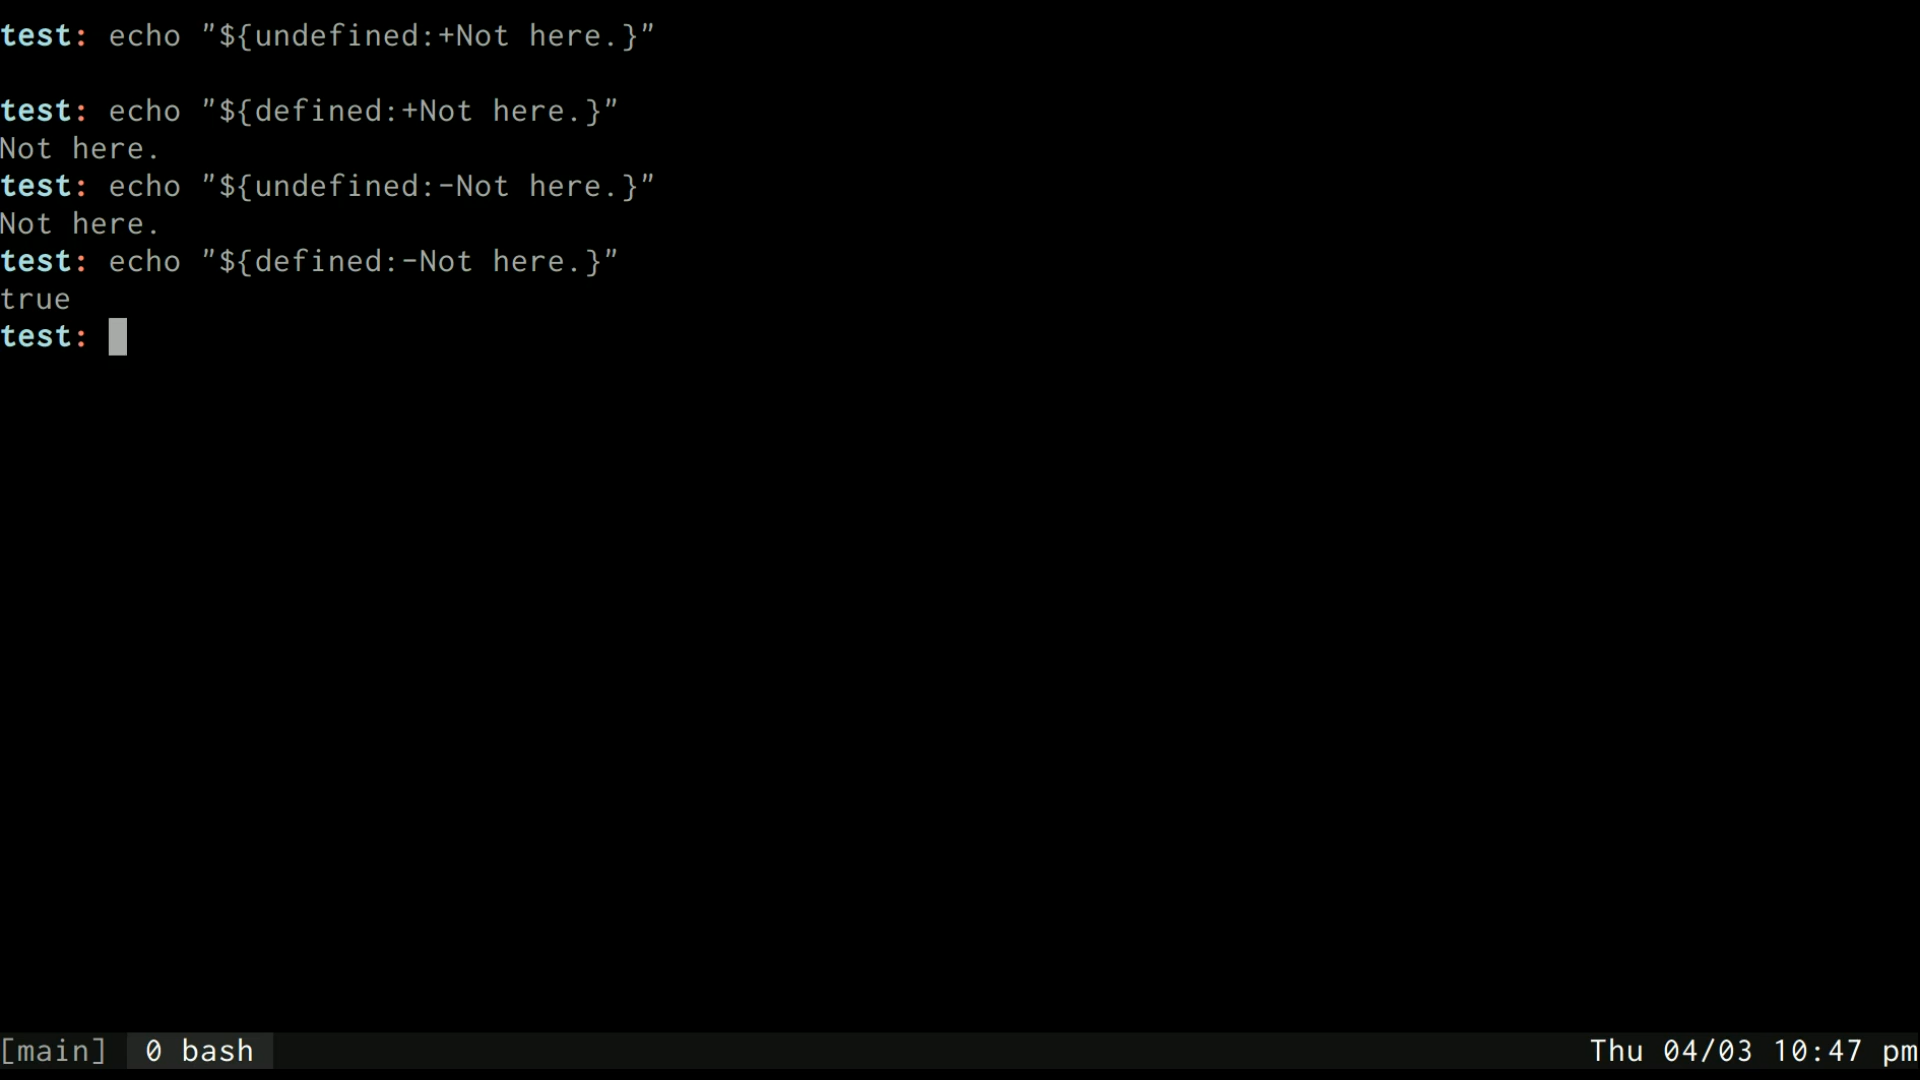 test: echo "${undefined:+Not here.}"
test: echo "${defined:+Not here.}"
Not here.
test: echo "${undefined:-Not here.}"
Not here.
test: echo "${defined:-Not here.}"
true
test:
[main] 0 bash Thu 04/03 10:47 pm